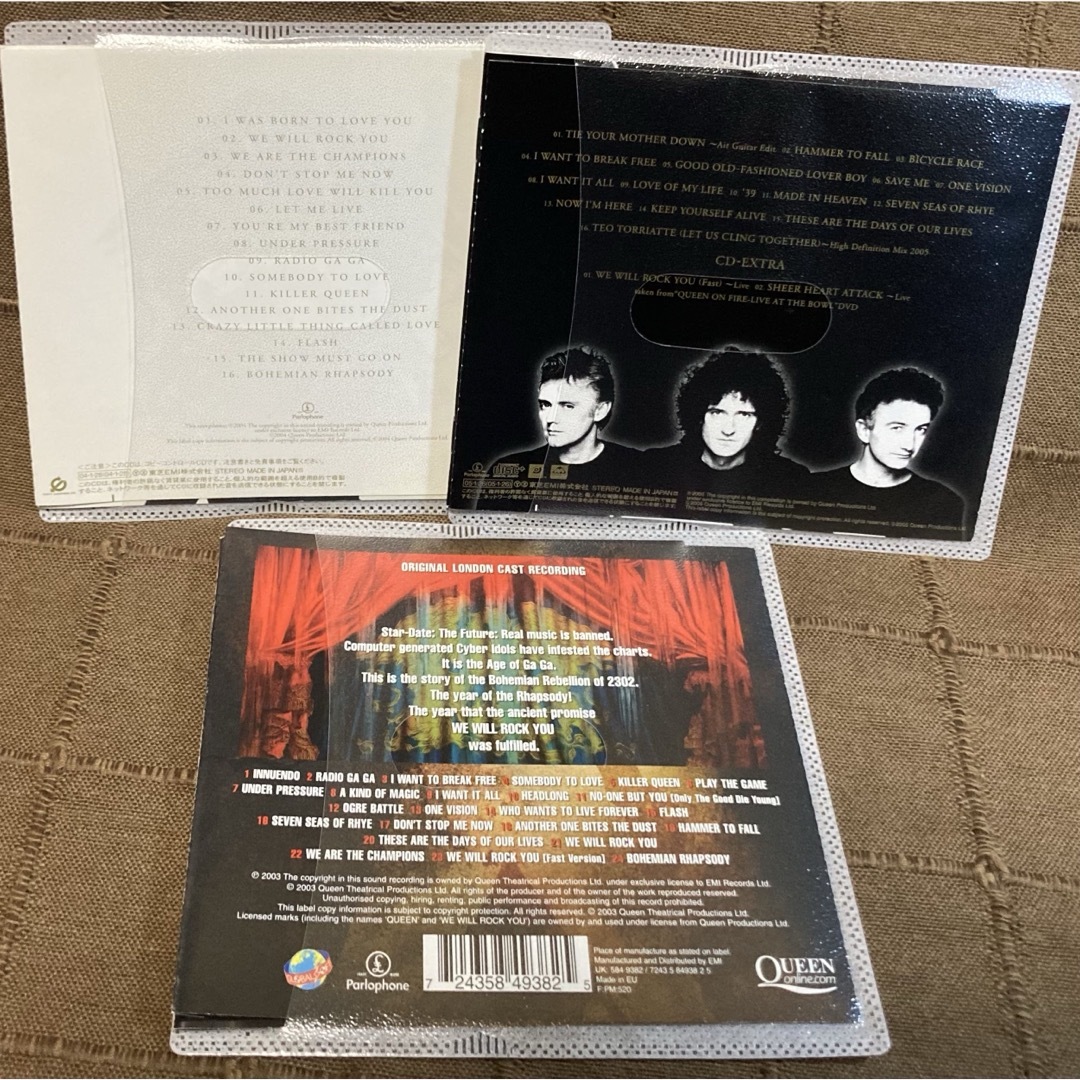 01. I WAS BORN TO LOVE YOU
02. WE WILL ROCK YOU
03. WE ARE THE CHAMPIONS
04. DON'T STOP ME NOW
05. TOO MUCH LOVE WILL KILL YOU
06. LET ME LIVE
07. YOU'RE MY BEST FRIEND
08. UNDER PRESSURE
09. RADIO GA GA
10. SOMEBODY TO LOVE
11. KILLER QUEEN
12. ANOTHER ONE BITES THE DUST
13. CRAZY LITTLE THING CALLED LOVE
14. FLASH
15. THE SHOW MUST GO ON
16. BOHEMIAN RHAPSODY
Parlophone
東芝EMI株式会社 STEREO MADE IN JAPAN
01. TIE YOUR MOTHER DOWN ~Air Guitar Edit. 02. HAMMER TO FALL 03. BICYCLE RACE
04. I WANT TO BREAK FREE 05. GOOD OLD-FASHIONED LOVER BOY 06. SAVE ME 07. ONE VISION
08. I WANT IT ALL 09. LOVE OF MY LIFE 10. '39 11. MADE IN HEAVEN 12. SEVEN SEAS OF RHYE
13. NOW I'M HERE 14. KEEP YOURSELF ALIVE 15. THESE ARE THE DAYS OF OUR LIVES
16. TEO TORRIATTE (LET US CLING TOGETHER) ~High Definition Mix 2005
CD-EXTRA
01. WE WILL ROCK YOU (Fast) ~Live 02. SHEER HEART ATTACK ~Live
taken from "QUEEN ON FIRE-LIVE AT THE BOWL" DVD
東芝EMI株式会社 STEREO MADE IN JAPAN
ORIGINAL LONDON CAST RECORDING
Star-Date: The Future: Real music is banned.
Computer generated Cyber Idols have infested the charts.
It is the Age of Ga Ga.
This is the story of the Bohemian Rebellion of 2302.
The year of the Rhapsody!
The year that the ancient promise
WE WILL ROCK YOU
was fulfilled.
1 INNUENDO 2 RADIO GA GA 3 I WANT TO BREAK FREE 4 SOMEBODY TO LOVE 5 KILLER QUEEN 6 PLAY THE GAME
7 UNDER PRESSURE 8 A KIND OF MAGIC 9 I WANT IT ALL 10 HEADLONG 11 NO-ONE BUT YOU (Only The Good Die Young)
12 OGRE BATTLE 13 ONE VISION 14 WHO WANTS TO LIVE FOREVER 15 FLASH
16 SEVEN SEAS OF RHYE 17 DON'T STOP ME NOW 18 ANOTHER ONE BITES THE DUST 19 HAMMER TO FALL
20 THESE ARE THE DAYS OF OUR LIVES 21 WE WILL ROCK YOU
22 WE ARE THE CHAMPIONS 23 WE WILL ROCK YOU (Fast Version) 24 BOHEMIAN RHAPSODY
℗ 2003 The copyright in this sound recording is owned by Queen Theatrical Productions Ltd. under exclusive license to EMI Records Ltd.
© 2003 Queen Theatrical Productions Ltd. All rights of the producer and of the owner of the work reproduced reserved.
Unauthorised copying, hiring, renting, public performance and broadcasting of this record prohibited.
This label copy information is subject to copyright protection. All rights reserved. © 2003 Queen Theatrical Productions Ltd.
Licensed marks (including the names 'QUEEN' and 'WE WILL ROCK YOU') are owned by and used under license from Queen Productions Ltd.
Parlophone
7 24358 49382 5
Place of manufacture as stated on label.
Manufactured and Distributed by EMI
UK: 584 9382 / 7243 5 84938 2 5
Made in EU
F:PM:520
QUEEN
online.com